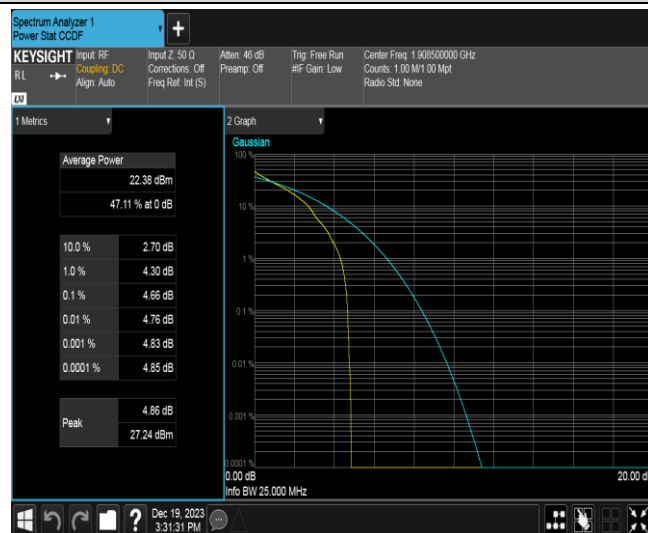 Spectrum Analyzer 1
Power Stat CCDF
+
KEYSIGHT
RL
LXI
Input: RF
Coupling: DC
Align: Auto
Input Z: 50 Ω
Corrections: Off
Freq Ref: Int (S)
Atten: 46 dB
Preamp: Off
Trig: Free Run
#IF Gain: Low
Center Freq: 1.908500000 GHz
Counts: 1.00 M/1.00 Mpt
Radio Std: None
1 Metrics
Average Power
22.38 dBm
47.11 % at 0 dB
10.0 % 2.70 dB
1.0 % 4.30 dB
0.1 % 4.66 dB
0.01 % 4.76 dB
0.001 % 4.83 dB
0.0001 % 4.85 dB
Peak
4.86 dB
27.24 dBm
2 Graph
Gaussian
100 %
10 %
1 %
0.1 %
0.01 %
0.001 %
0.0001 %
0.00 dB
20.00 d
Info BW 25.000 MHz
?
Dec 19, 2023
3:31:31 PM